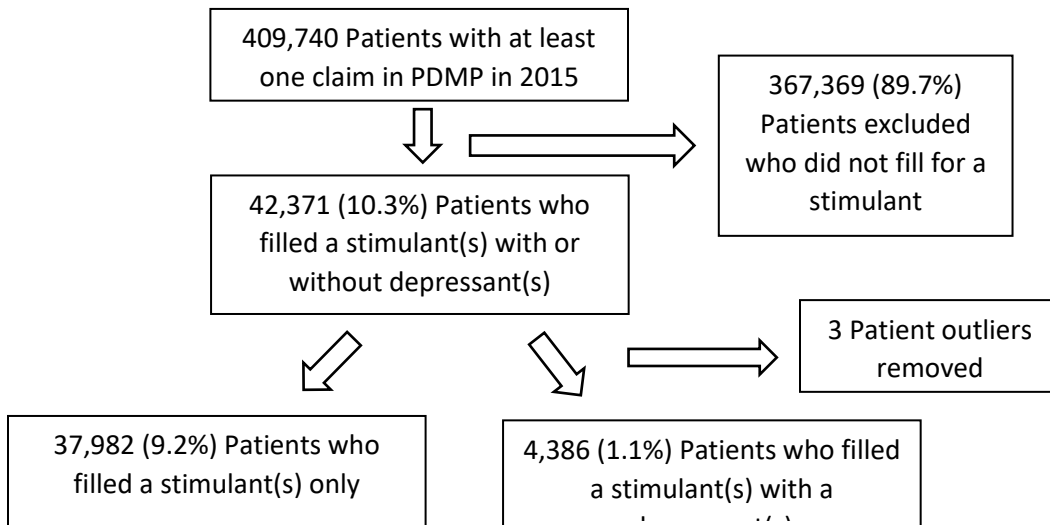 409,740 Patients with at least
one claim in PDMP in 2015
367,369 (89.7%)
Patients excluded
who did not fill for a
stimulant
42,371 (10.3%) Patients who
filled a stimulant(s) with or
without depressant(s)
3 Patient outliers
removed
37,982 (9.2%) Patients who
filled a stimulant(s) only
4,386 (1.1%) Patients who filled
a stimulant(s) with a